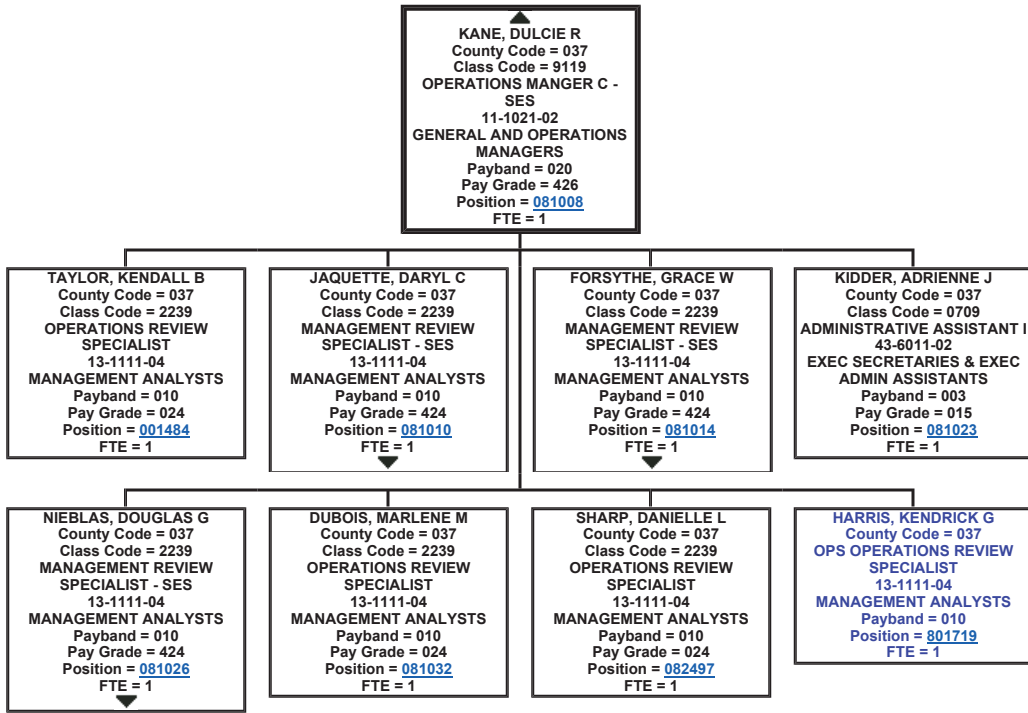 KANE, DULCIE R
County Code = 037
Class Code = 9119
OPERATIONS MANGER C -
SES
11-1021-02
GENERAL AND OPERATIONS
MANAGERS
Payband = 020
Pay Grade = 426
Position = 081008
FTE = 1
TAYLOR, KENDALL B
County Code = 037
Class Code = 2239
OPERATIONS REVIEW
SPECIALIST
13-1111-04
MANAGEMENT ANALYSTS
Payband = 010
Pay Grade = 024
Position = 001484
FTE = 1
JAQUETTE, DARYL C
County Code = 037
Class Code = 2239
MANAGEMENT REVIEW
SPECIALIST - SES
13-1111-04
MANAGEMENT ANALYSTS
Payband = 010
Pay Grade = 424
Position = 081010
FTE = 1
FORSYTHE, GRACE W
County Code = 037
Class Code = 2239
MANAGEMENT REVIEW
SPECIALIST - SES
13-1111-04
MANAGEMENT ANALYSTS
Payband = 010
Pay Grade = 424
Position = 081014
FTE = 1
KIDDER, ADRIENNE J
County Code = 037
Class Code = 0709
ADMINISTRATIVE ASSISTANT I
43-6011-02
EXEC SECRETARIES & EXEC
ADMIN ASSISTANTS
Payband = 003
Pay Grade = 015
Position = 081023
FTE = 1
NIEBLAS, DOUGLAS G
County Code = 037
Class Code = 2239
MANAGEMENT REVIEW
SPECIALIST - SES
13-1111-04
MANAGEMENT ANALYSTS
Payband = 010
Pay Grade = 424
Position = 081026
FTE = 1
DUBOIS, MARLENE M
County Code = 037
Class Code = 2239
OPERATIONS REVIEW
SPECIALIST
13-1111-04
MANAGEMENT ANALYSTS
Payband = 010
Pay Grade = 024
Position = 081032
FTE = 1
SHARP, DANIELLE L
County Code = 037
Class Code = 2239
OPERATIONS REVIEW
SPECIALIST
13-1111-04
MANAGEMENT ANALYSTS
Payband = 010
Pay Grade = 024
Position = 082497
FTE = 1
HARRIS, KENDRICK G
County Code = 037
OPS OPERATIONS REVIEW
SPECIALIST
13-1111-04
MANAGEMENT ANALYSTS
Payband = 010
Position = 801719
FTE = 1